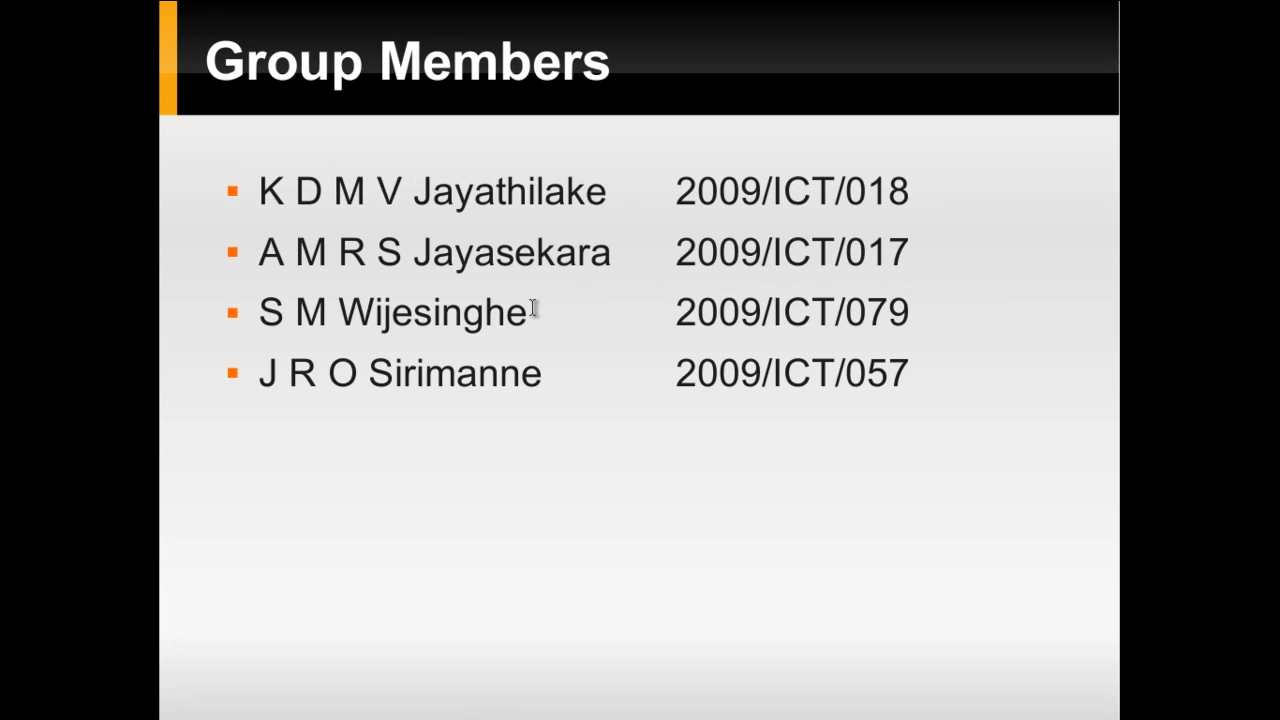 Group Members
K D M V Jayathilake 2009/ICT/018
A M R S Jayasekara 2009/ICT/017
S M Wijesinghe 2009/ICT/079
J R O Sirimanne 2009/ICT/057